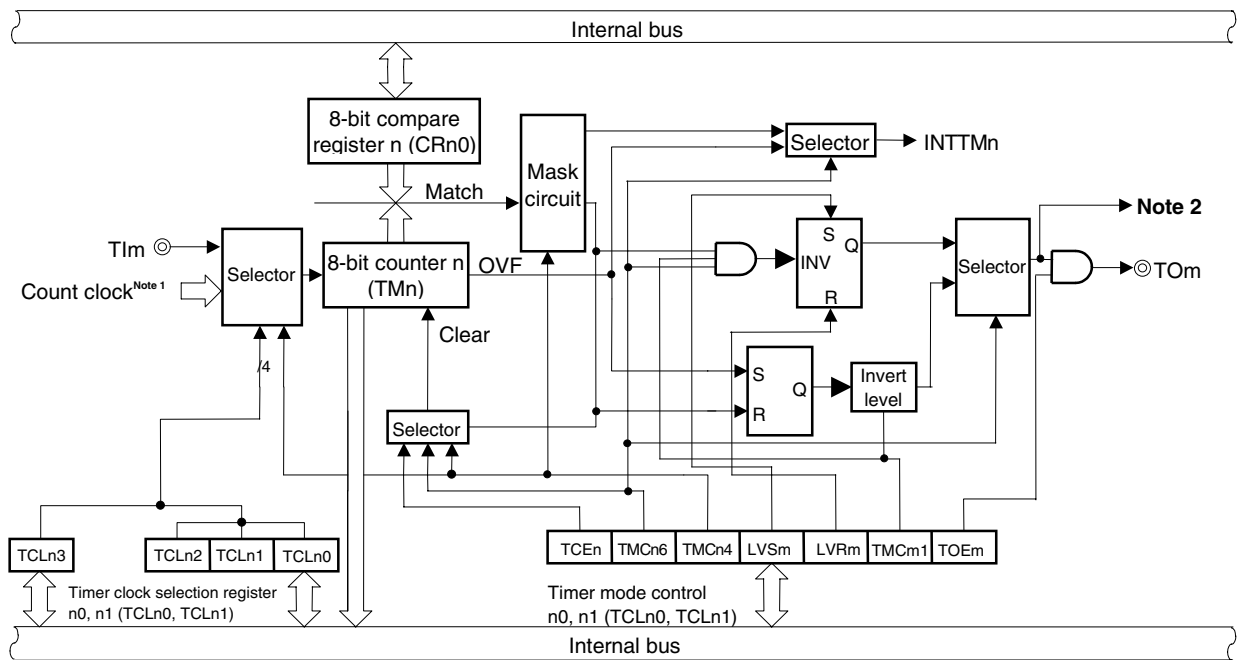 Internal bus
8-bit compare
register n (CRn0)
Match
Mask
circuit
Selector
INTTMn
TIm
Count clock Note 1
Selector
8-bit counter n
(TMn)
OVF
Clear
/4
Selector
S
INV
Q
R
S
Q
R
Invert
level
Selector
Note 2
TOm
TCLn3
TCLn2
TCLn1
TCLn0
Timer clock selection register
n0, n1 (TCLn0, TCLn1)
TCEn
TMCn6
TMCn4
LVSm
LVRm
TMCm1
TOEm
Timer mode control
n0, n1 (TCLn0, TCLn1)
Internal bus